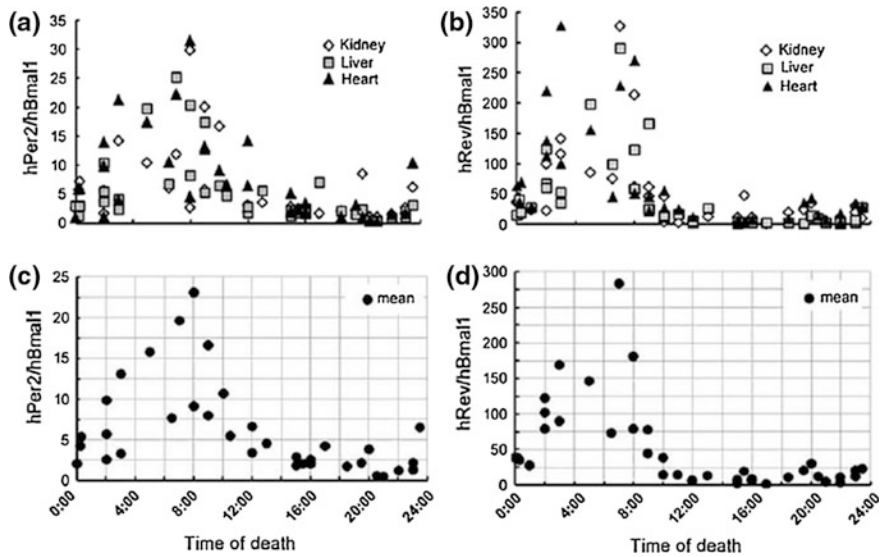 (a)
hPer2/hBmal1
35
30
25
20
15
10
5
0
Kidney
Liver
Heart
(b)
hRev/hBmal1
350
300
250
200
150
100
50
0
Kidney
Liver
Heart
(c)
hPer2/hBmal1
25
20
15
10
5
0
mean
0:00
4:00
8:00
12:00
16:00
20:00
24:00
Time of death
(d)
hRev/hBmal1
300
250
200
150
100
50
0
mean
0:00
4:00
8:00
12:00
16:00
20:00
24:00
Time of death